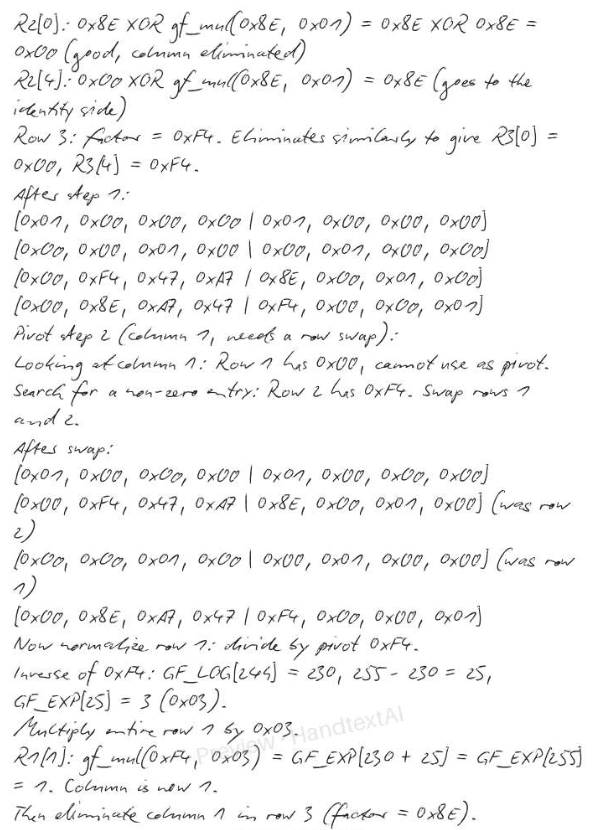 R2[0]: 0x8E XOR gf_mul(0x8E, 0x01) = 0x8E XOR 0x8E =
0x00 (good, column eliminated)
R2[4]: 0x00 XOR gf_mul(0x8E, 0x01) = 0x8E (goes to the
identity side)
Row 3: factor = 0xF4. Eliminates similarly to give R3[0] =
0x00, R3[4] = 0xF4.
After step 1:
[0x01, 0x00, 0x00, 0x00 | 0x01, 0x00, 0x00, 0x00]
[0x00, 0x00, 0x01, 0x00 | 0x00, 0x01, 0x00, 0x00]
[0x00, 0xF4, 0x47, 0xA7 | 0x8E, 0x00, 0x01, 0x00]
[0x00, 0x8E, 0xA7, 0x47 | 0xF4, 0x00, 0x00, 0x01]
Pivot step 2 (column 1, needs a row swap):
Looking at column 1: Row 1 has 0x00, cannot use as pivot.
Search for a non-zero entry: Row 2 has 0xF4. Swap rows 1
and 2.
After swap:
[0x01, 0x00, 0x00, 0x00 | 0x01, 0x00, 0x00, 0x00]
[0x00, 0xF4, 0x47, 0xA7 | 0x8E, 0x00, 0x01, 0x00] (was row
2)
[0x00, 0x00, 0x01, 0x00 | 0x00, 0x01, 0x00, 0x00] (was row
1)
[0x00, 0x8E, 0xA7, 0x47 | 0xF4, 0x00, 0x00, 0x01]
Now normalize row 1: divide by pivot 0xF4.
Inverse of 0xF4: GF_LOG[244] = 230, 255 - 230 = 25,
GF_EXP[25] = 3 (0x03).
Multiply entire row 1 by 0x03.
Preview - HandtextAI
R1[1]: gf_mul(0xF4, 0x03) = GF_EXP[230 + 25] = GF_EXP[255]
= 1. Column is now 1.
Then eliminate column 1 in row 3 (factor = 0x8E).